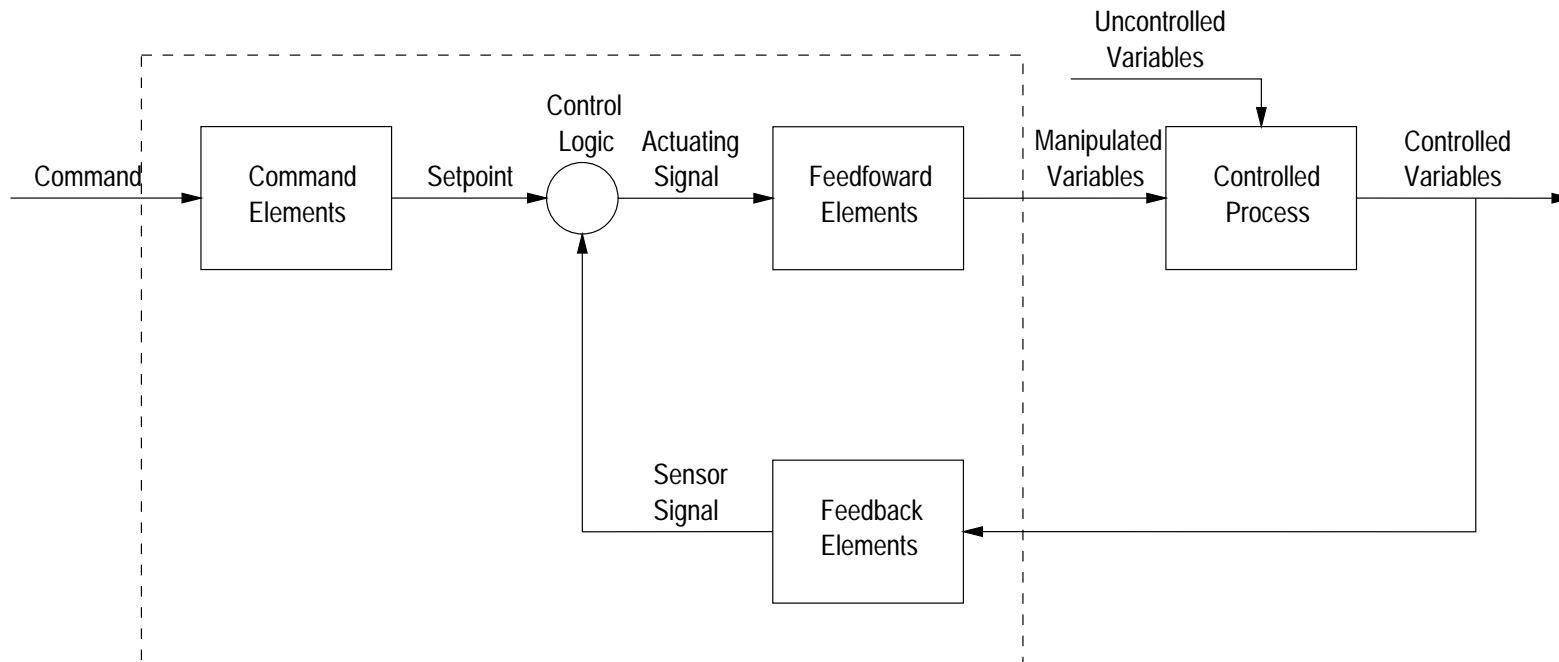 Uncontrolled
Variables
Control
Logic
Command
Command
Elements
Setpoint
Actuating
Signal
Feedfoward
Elements
Manipulated
Variables
Controlled
Process
Controlled
Variables
Sensor
Signal
Feedback
Elements